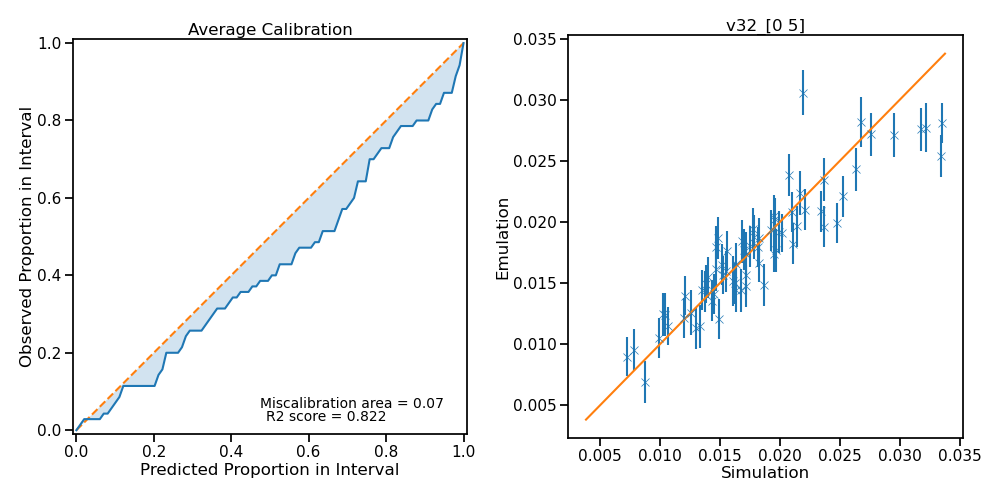 Average Calibration
1.0
0.8
0.6
0.4
0.2
0.0
Observed Proportion in Interval
Miscalibration area = 0.07
R2 score = 0.822
0.0 0.2 0.4 0.6 0.8 1.0
Predicted Proportion in Interval
v32_[0 5]
0.035
0.030
0.025
0.020
0.015
0.010
0.005
Emulation
0.005 0.010 0.015 0.020 0.025 0.030 0.035
Simulation